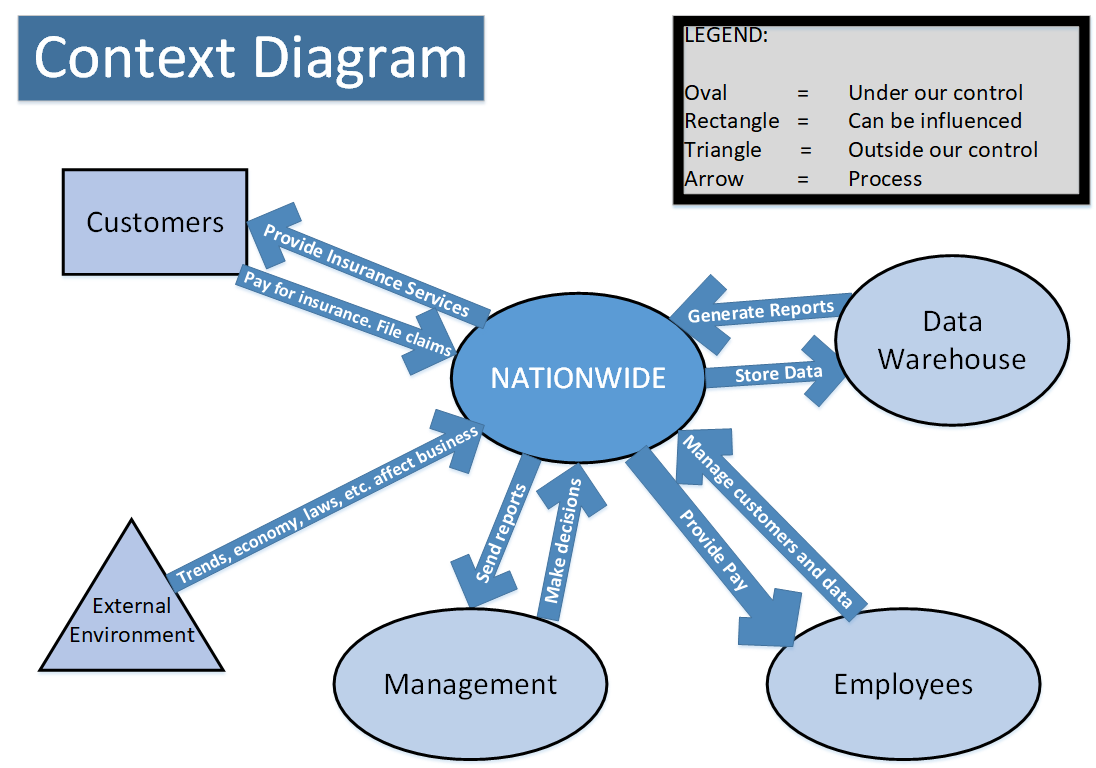 Context Diagram
LEGEND:
Oval = Under our control
Rectangle = Can be influenced
Triangle = Outside our control
Arrow = Process
Customers
Provide Insurance Services
Pay for insurance. File claims
NATIONWIDE
Generate Reports
Store Data
Data
Warehouse
Trends, economy, laws, etc. affect business
External
Environment
Send reports
Make decisions
Management
Provide Pay
Manage customers and data
Employees